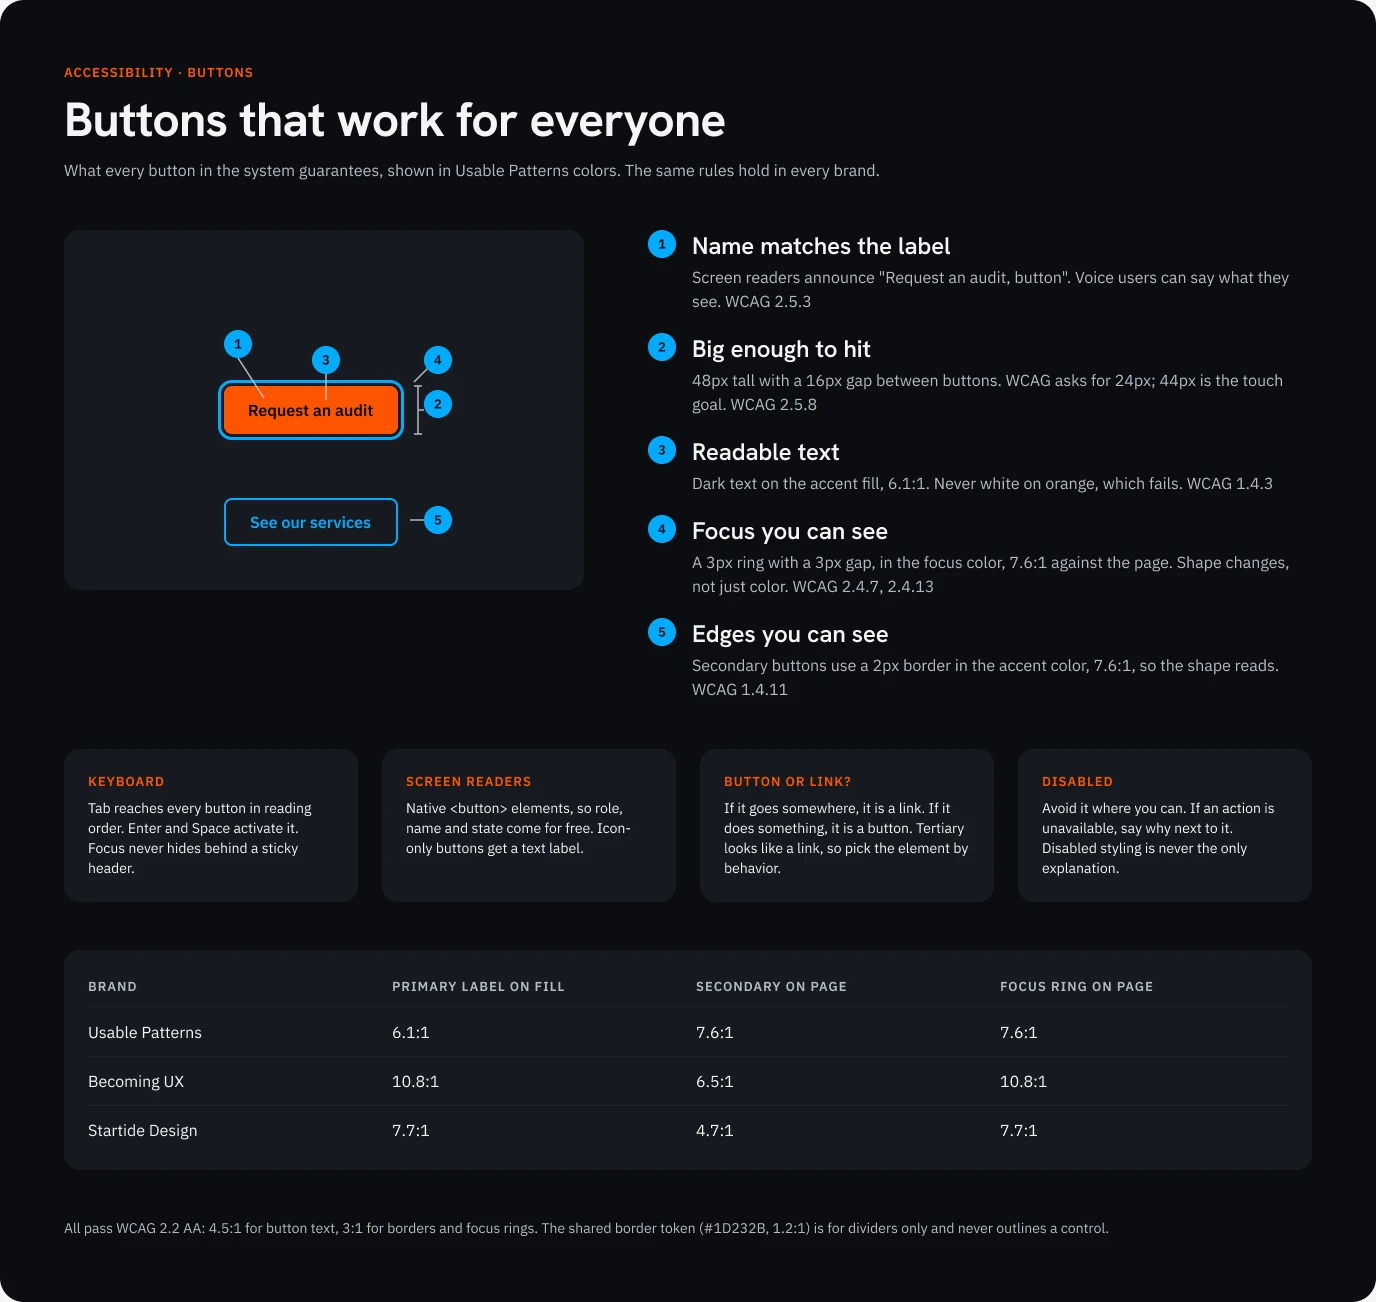 ACCESSIBILITY · BUTTONS
Buttons that work for everyone
What every button in the system guarantees, shown in Usable Patterns colors. The same rules hold in every brand.
1
3
4
2
Request an audit
See our services
5
1
Name matches the label
Screen readers announce "Request an audit, button". Voice users can say what they
see. WCAG 2.5.3
2
Big enough to hit
48px tall with a 16px gap between buttons. WCAG asks for 24px; 44px is the touch
goal. WCAG 2.5.8
3
Readable text
Dark text on the accent fill, 6.1:1. Never white on orange, which fails. WCAG 1.4.3
4
Focus you can see
A 3px ring with a 3px gap, in the focus color, 7.6:1 against the page. Shape changes,
not just color. WCAG 2.4.7, 2.4.13
5
Edges you can see
Secondary buttons use a 2px border in the accent color, 7.6:1, so the shape reads.
WCAG 1.4.11
KEYBOARD
Tab reaches every button in reading
order. Enter and Space activate it.
Focus never hides behind a sticky
header.
SCREEN READERS
Native <button> elements, so role,
name and state come for free. Icon-
only buttons get a text label.
BUTTON OR LINK?
If it goes somewhere, it is a link. If it
does something, it is a button. Tertiary
looks like a link, so pick the element by
behavior.
DISABLED
Avoid it where you can. If an action is
unavailable, say why next to it.
Disabled styling is never the only
explanation.
BRAND PRIMARY LABEL ON FILL SECONDARY ON PAGE FOCUS RING ON PAGE
Usable Patterns 6.1:1 7.6:1 7.6:1
Becoming UX 10.8:1 6.5:1 10.8:1
Startide Design 7.7:1 4.7:1 7.7:1
All pass WCAG 2.2 AA: 4.5:1 for button text, 3:1 for borders and focus rings. The shared border token (#1D232B, 1.2:1) is for dividers only and never outlines a control.